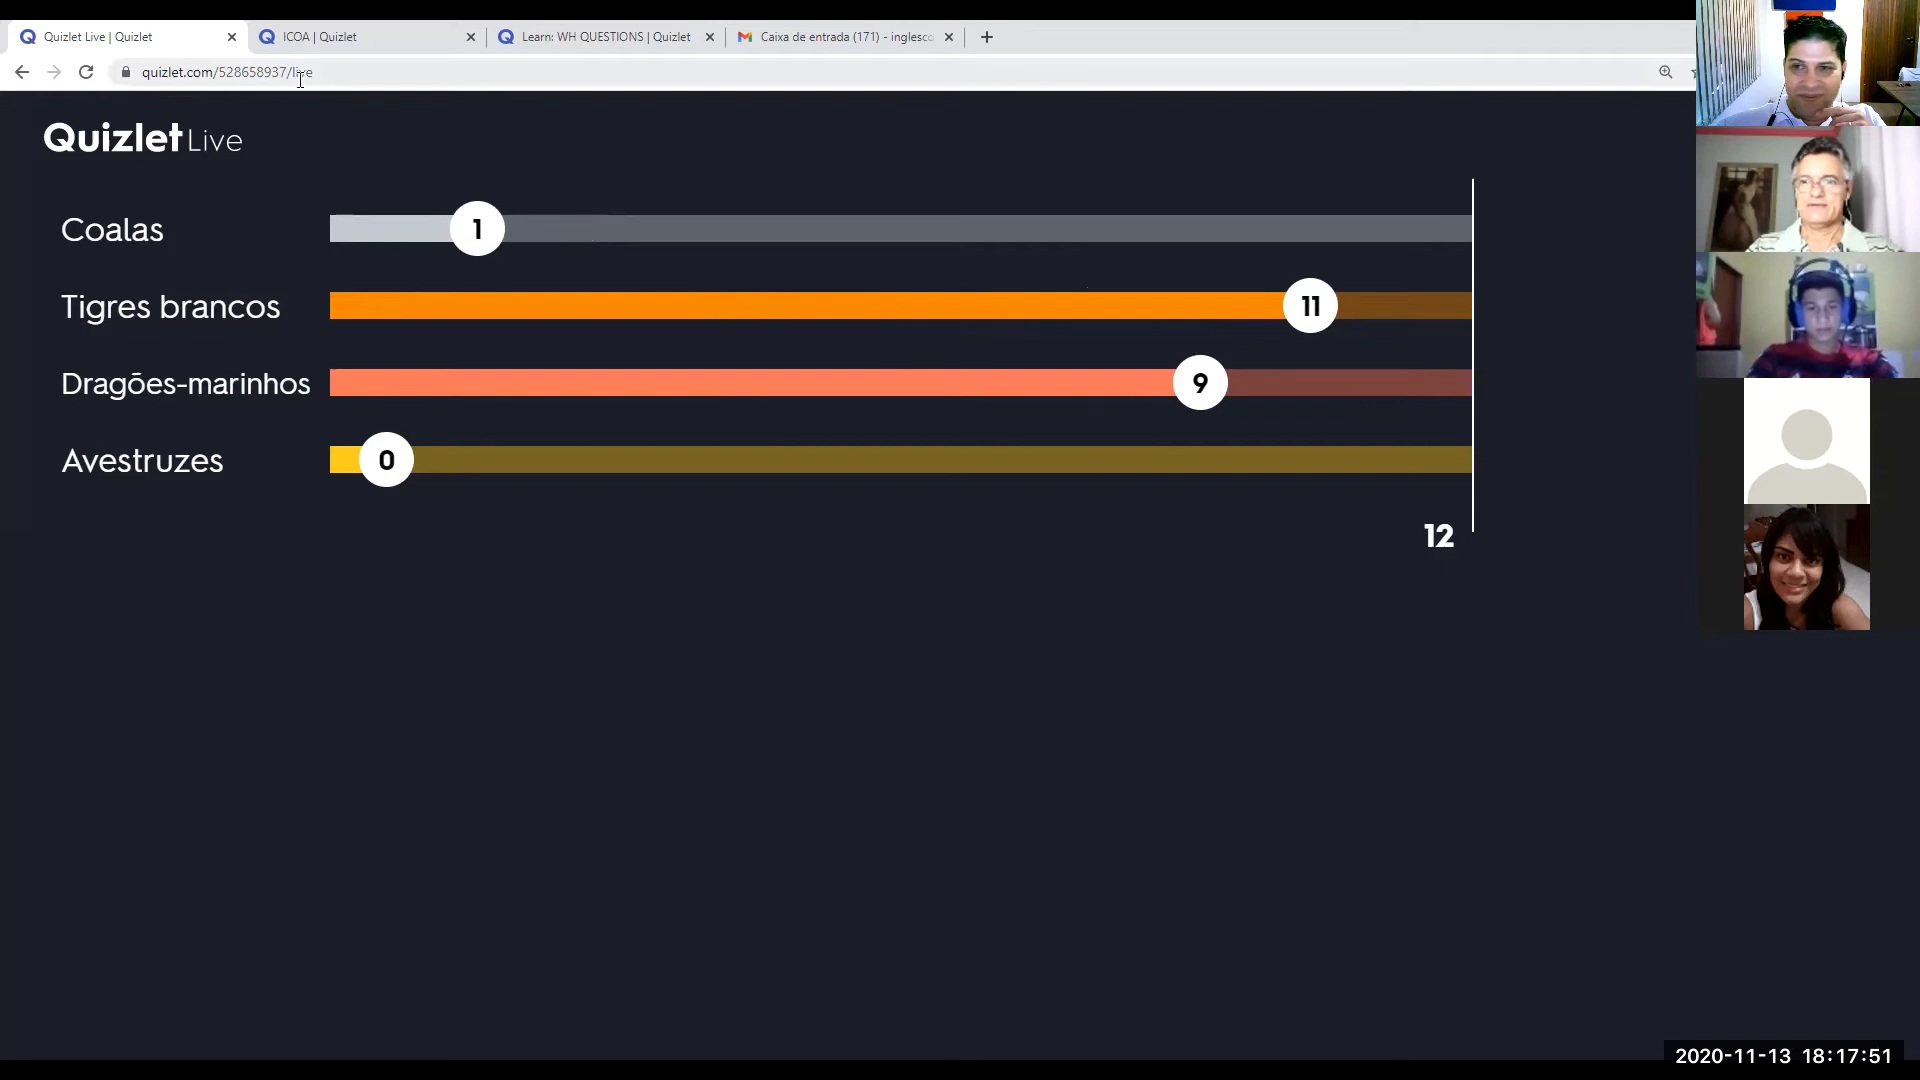 Quizlet Live | Quizlet
ICOA | Quizlet
Learn: WH QUESTIONS | Quizlet
Caixa de entrada (171) - inglesco
quizlet.com/528658937/live
Quizlet Live
Coalas
1
Tigres brancos
11
Dragões-marinhos
9
Avestruzes
0
12
2020-11-13 18:17:51